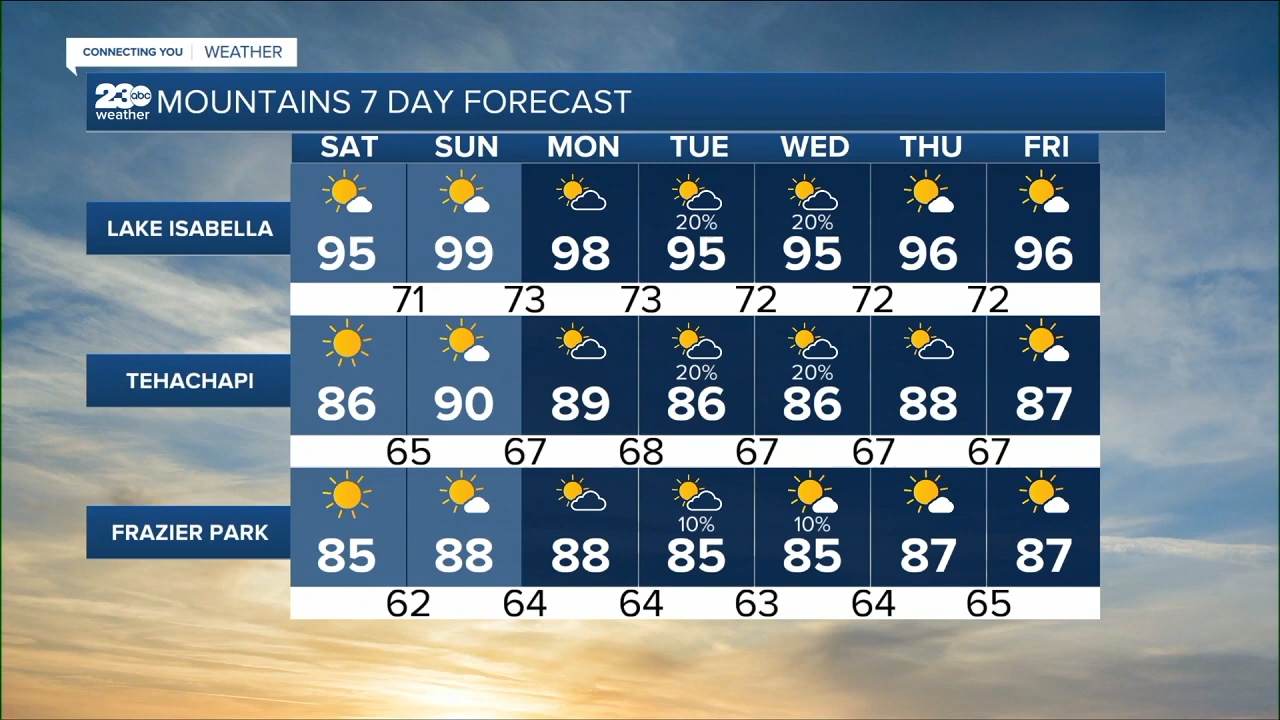 CONNECTING YOU | WEATHER
23 abc weather MOUNTAINS 7 DAY FORECAST
SAT SUN MON TUE WED THU FRI
20% 20%
LAKE ISABELLA 95 99 98 95 95 96 96
71 73 73 72 72 72
20% 20%
TEHACHAPI 86 90 89 86 86 88 87
65 67 68 67 67 67
10% 10%
FRAZIER PARK 85 88 88 85 85 87 87
62 64 64 63 64 65